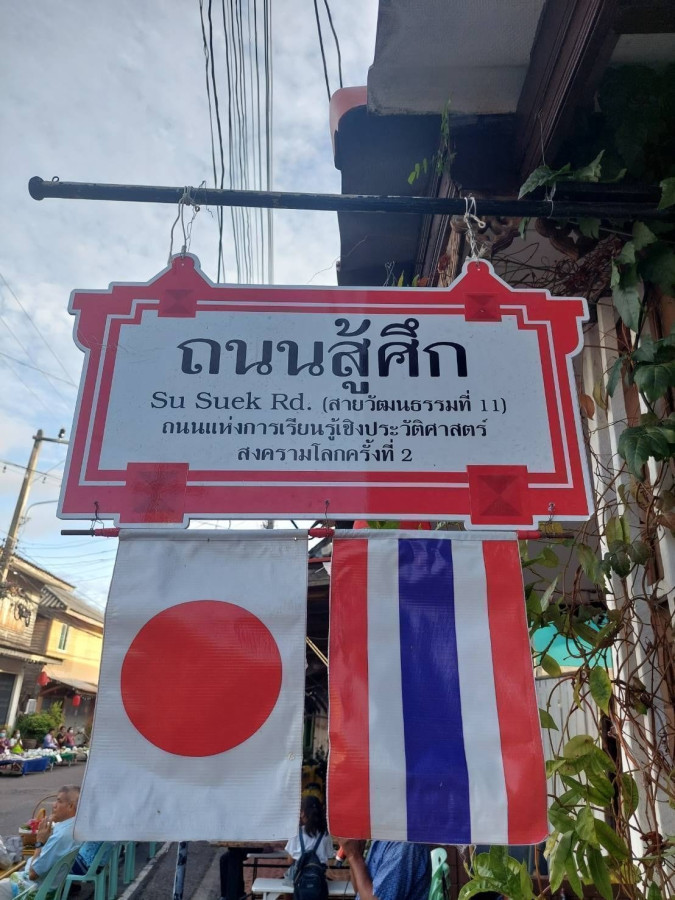 ถนนสู้ศึก
Su Suek Rd. (สายวัฒนธรรมที่ 11)
ถนนแห่งการเรียนรู้เชิงประวัติศาสตร์
สงครามโลกครั้งที่ 2